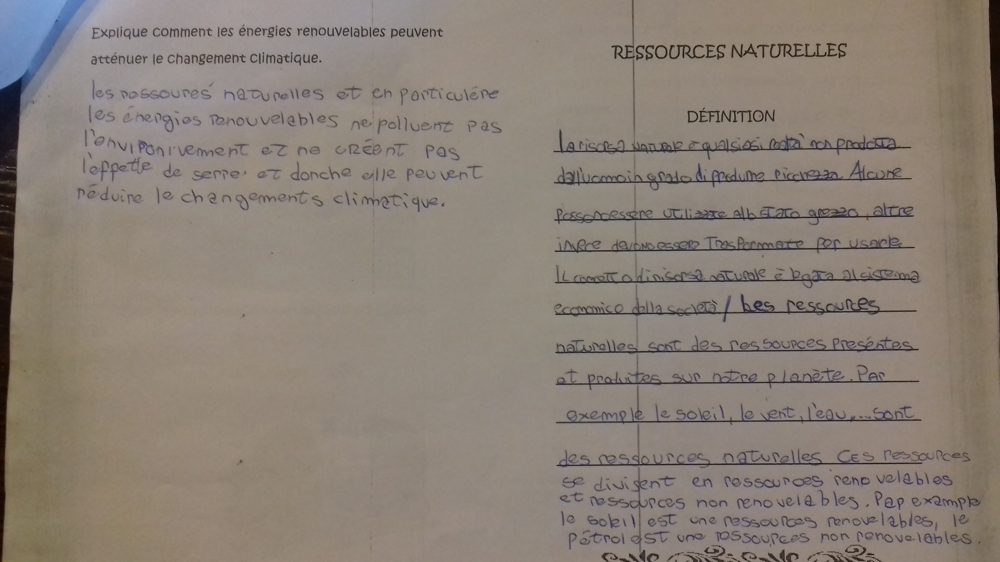 Explique comment les énergies renouvelables peuvent
atténuer le changement climatique.
les ressoures naturelles et en particulére
les énergies renouvelables ne polluent pas
l'environivement et ne créent pas
l'effette de serre. et donche elle peuvent
réduire le changements climatique.
RESSOURCES NATURELLES
DÉFINITION
La risorsa naturale è qualsiasi realtà non prodotta
dall'uomo in grado di produrre ricchezza Alcune
possono essere utilizzate allo stato grezzo, altre
invece devono essere trasformate per usarle.
Il concetto di risorsa naturale è legata al sistema
economico della società / Les ressources
naturelles sont des ressources preséntes
et produites sur notre planète. Par
exemple le soleil, le vent, l'eau,... sont
des ressources naturelles Ces ressources
se divisent en ressources renovelables
et ressources non renovelables. Par example
le soleil est une ressources renovelables, le
pétrol est une ressources non renovelables.